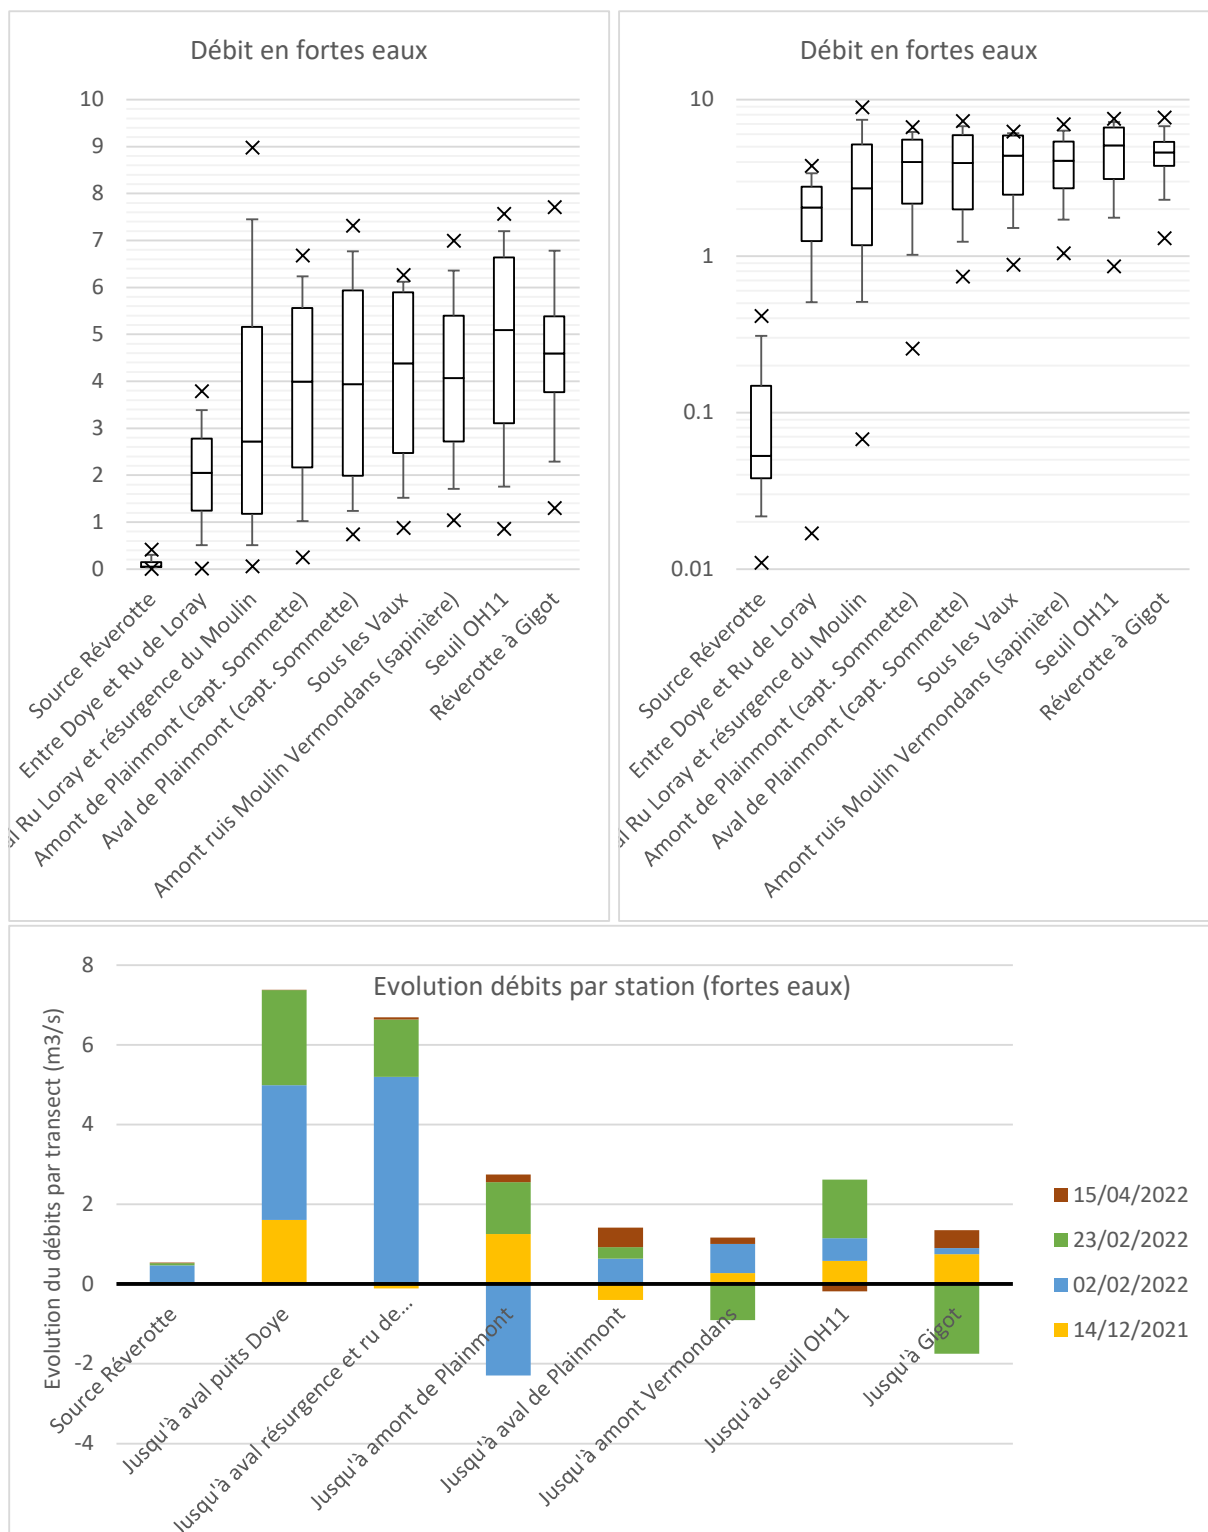 Débit en fortes eaux
10
9
8
7
6
5
4
3
2
1
0
Source Réverotte
Entre Doye et Ru de Loray
Ru Loray et résurgence du Moulin
Amont de Plainmont (capt. Sommette)
Aval de Plainmont (capt. Sommette)
Sous les Vaux
Amont ruis Moulin Vermondans (sapinière)
Seuil OH11
Réverotte à Gigot
Débit en fortes eaux
10
1
0.1
0.01
Source Réverotte
Entre Doye et Ru de Loray
Ru Loray et résurgence du Moulin
Amont de Plainmont (capt. Sommette)
Aval de Plainmont (capt. Sommette)
Sous les Vaux
Amont ruis Moulin Vermondans (sapinière)
Seuil OH11
Réverotte à Gigot
Evolution débits par station (fortes eaux)
Evolution du débits par transect (m3/s)
8
6
4
2
0
-2
-4
Source Réverotte
Jusqu'à aval puits Doye
Jusqu'à aval résurgence et ru de...
Jusqu'à amont de Plainmont
Jusqu'à aval de Plainmont
Jusqu'à amont Vermondans
Jusqu'au seuil OH11
Jusqu'à Gigot
15/04/2022
23/02/2022
02/02/2022
14/12/2021